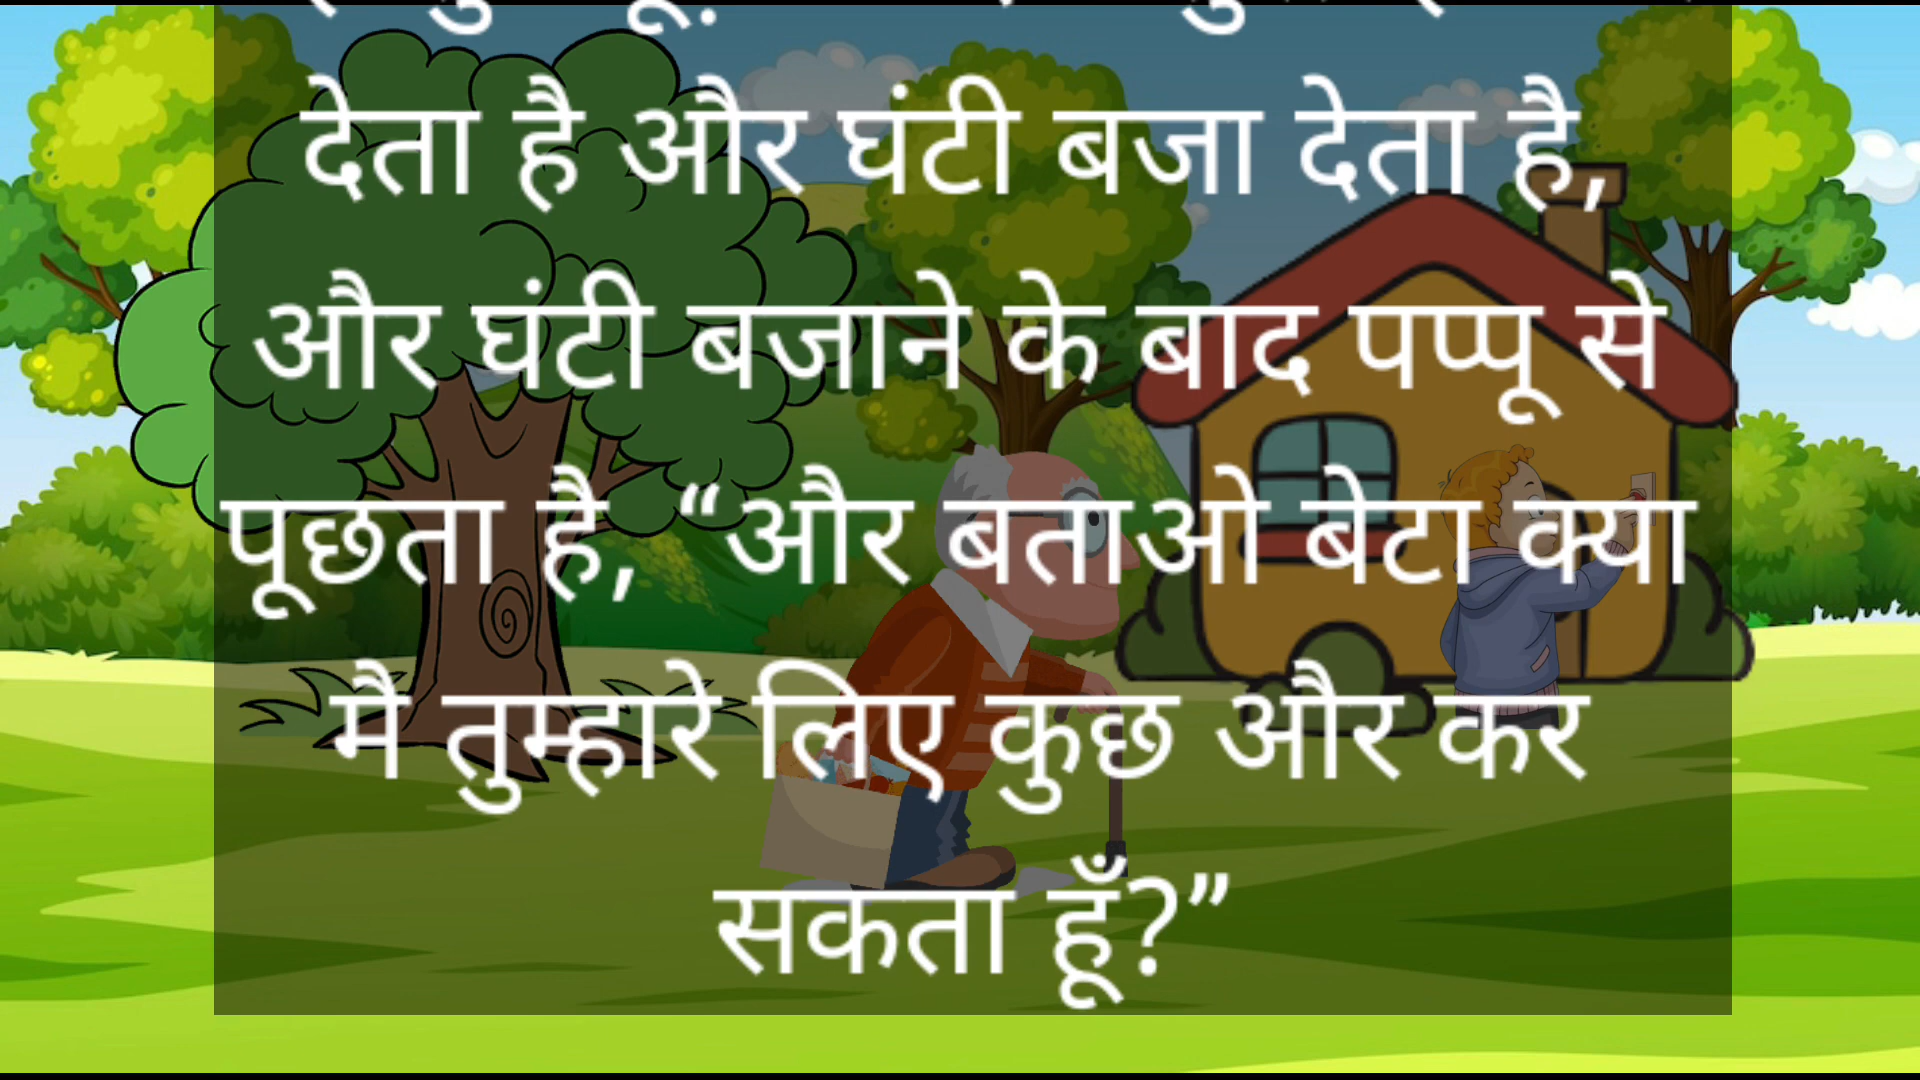 देता है और घंटी बजा देता है,
और घंटी बजाने के बाद पप्पू से
पूछता है, “और बताओ बेटा क्या
मै तुम्हारे लिए कुछ और कर
सकता हूँ?”